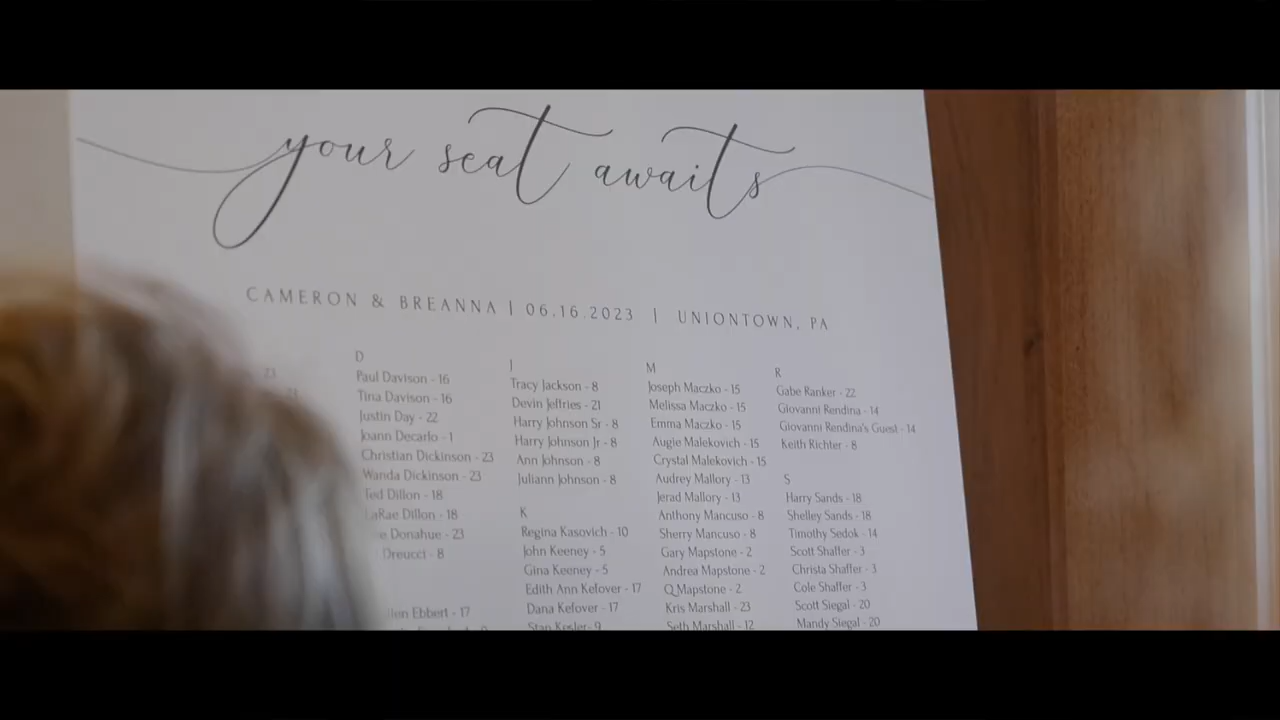 your seat awaits
CAMERON & BREANNA | 06.16.2023 | UNIONTOWN, PA
23
21
D
Paul Davison - 16
Tina Davison - 16
Justin Day - 22
Joann Decarlo - 1
Christian Dickinson - 23
Wanda Dickinson - 23
Ted Dillon - 18
LaRae Dillon - 18
Donahue - 23
Dreucci - 8
Ebbert - 17
J
Tracy Jackson - 8
Devin Jeffries - 21
Harry Johnson Sr - 8
Harry Johnson Jr - 8
Ann Johnson - 8
Juliann Johnson - 8
K
Regina Kasovich - 10
John Keeney - 5
Gina Keeney - 5
Edith Ann Kefover - 17
Dana Kefover - 17
Stan Kesler - 9
M
Joseph Maczko - 15
Melissa Maczko - 15
Emma Maczko - 15
Augie Malekovich - 15
Crystal Malekovich - 15
Audrey Mallory - 13
Jerad Mallory - 13
Anthony Mancuso - 8
Sherry Mancuso - 8
Gary Mapstone - 2
Andrea Mapstone - 2
Q Mapstone - 2
Kris Marshall - 23
Seth Marshall - 12
R
Gabe Ranker - 22
Giovanni Rendina - 14
Giovanni Rendina's Guest - 14
Keith Richter - 8
S
Harry Sands - 18
Shelley Sands - 18
Timothy Sedok - 14
Scott Shaffer - 3
Christa Shaffer - 3
Cole Shaffer - 3
Scott Siegal - 20
Mandy Siegal - 20